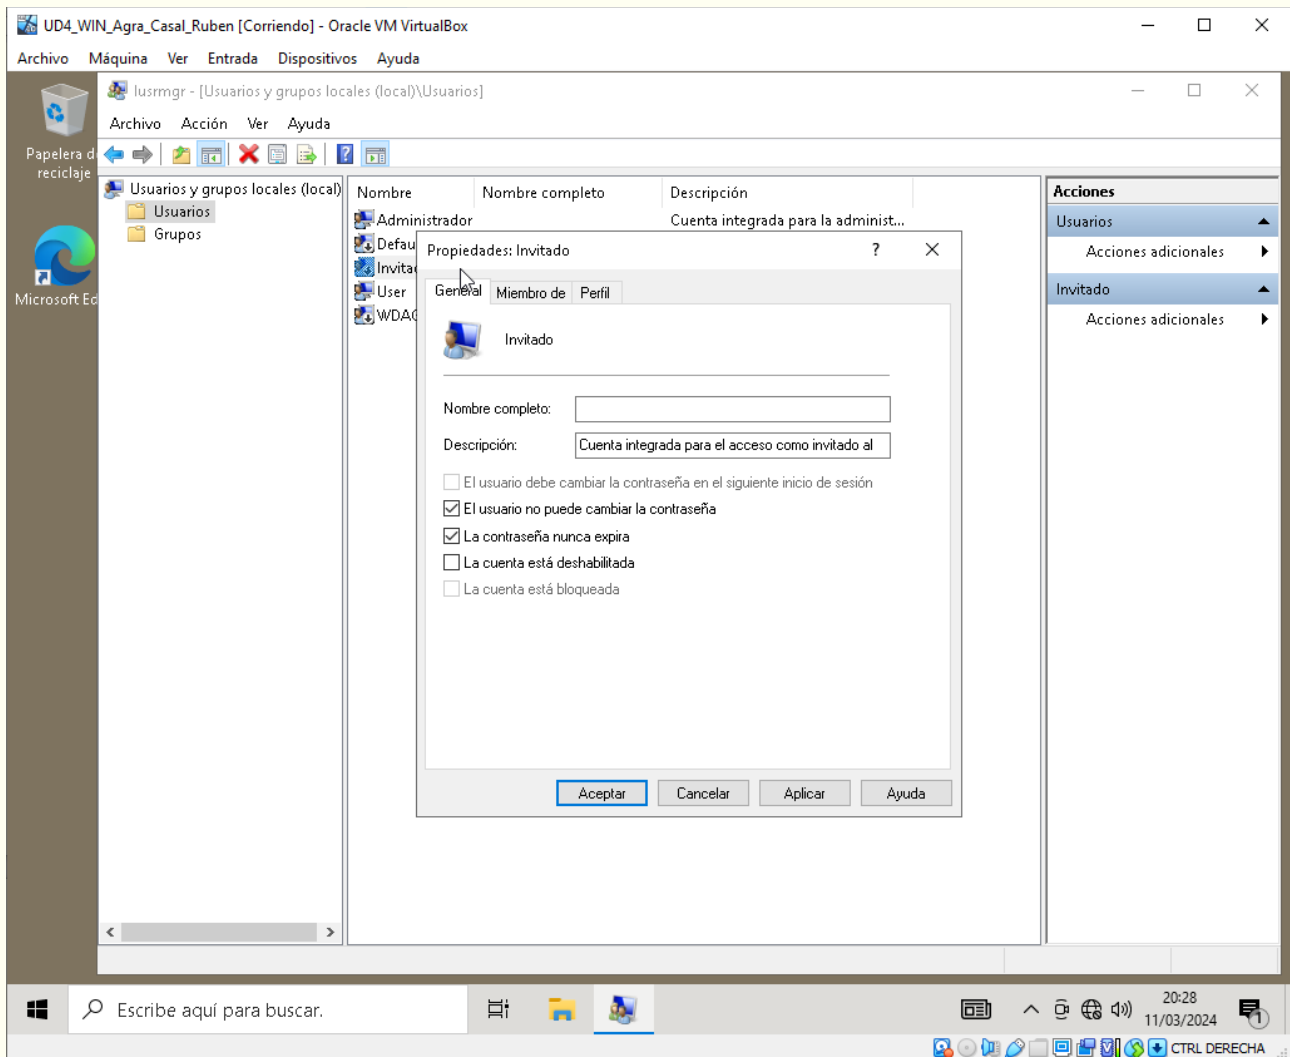 UD4_WIN_Agra_Casal_Ruben [Corriendo] - Oracle VM VirtualBox
Archivo Máquina Ver Entrada Dispositivos Ayuda
lusrmgr - [Usuarios y grupos locales (local)\Usuarios]
Archivo Acción Ver Ayuda
Papelera d
reciclaje
Microsoft Ed
Usuarios y grupos locales (local)
Usuarios
Grupos
Nombre Nombre completo Descripción
Administrador Cuenta integrada para la administ...
Defau
Invita
User
WDAG
Acciones
Usuarios
Acciones adicionales
Invitado
Acciones adicionales
Propiedades: Invitado ? 
General Miembro de Perfil
Invitado
Nombre completo:
Descripción: Cuenta integrada para el acceso como invitado al
El usuario debe cambiar la contraseña en el siguiente inicio de sesión
El usuario no puede cambiar la contraseña
La contraseña nunca expira
La cuenta está deshabilitada
La cuenta está bloqueada
Aceptar Cancelar Aplicar Ayuda
Escribe aquí para buscar.
20:28
11/03/2024
1
CTRL DERECHA